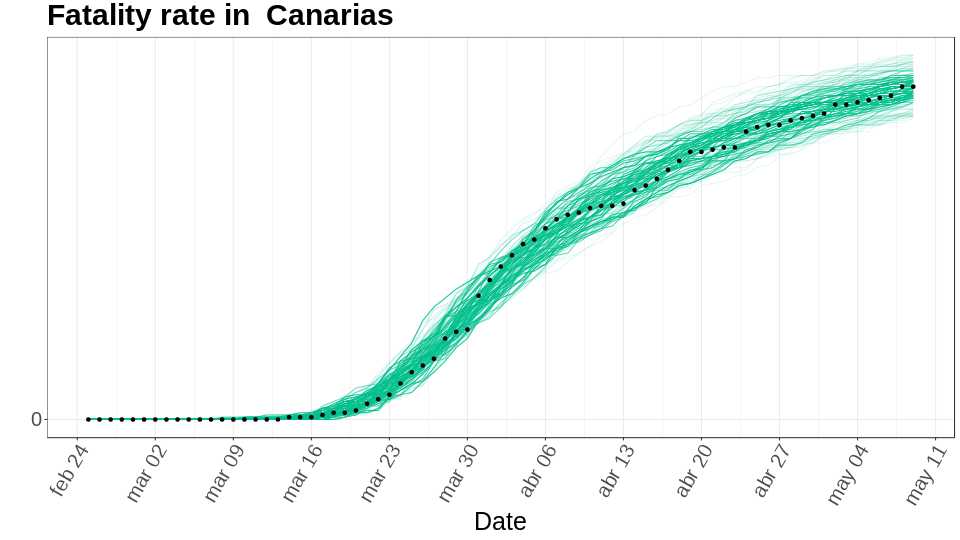 Fatality rate in  Canarias
0
feb 24
mar 02
mar 09
mar 16
mar 23
mar 30
abr 06
abr 13
abr 20
abr 27
may 04
may 11
Date